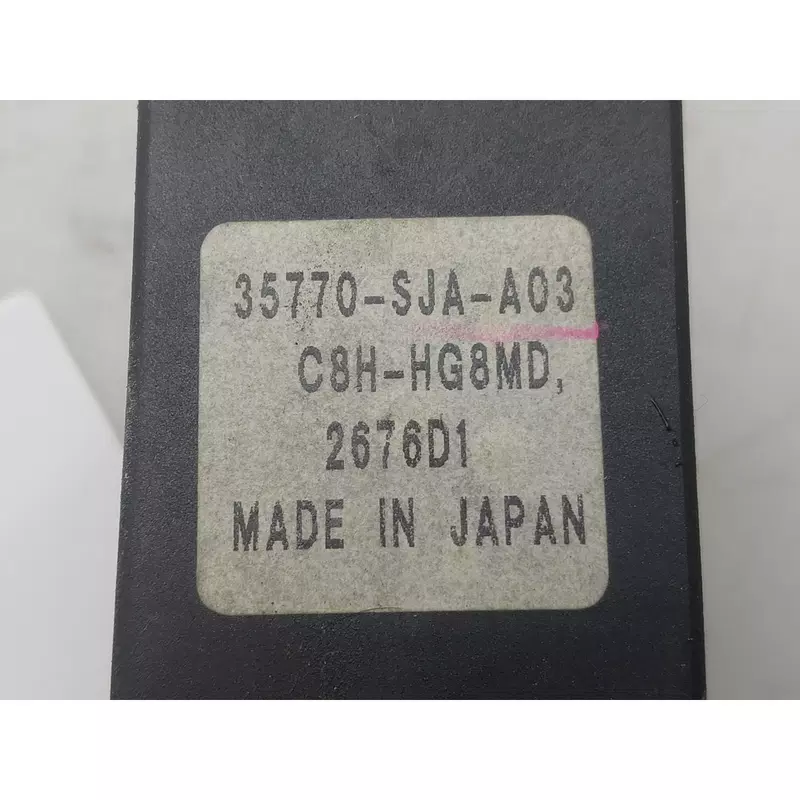 35770-SJA-A03
C8H-HG8MD,
2676D1
MADE IN JAPAN